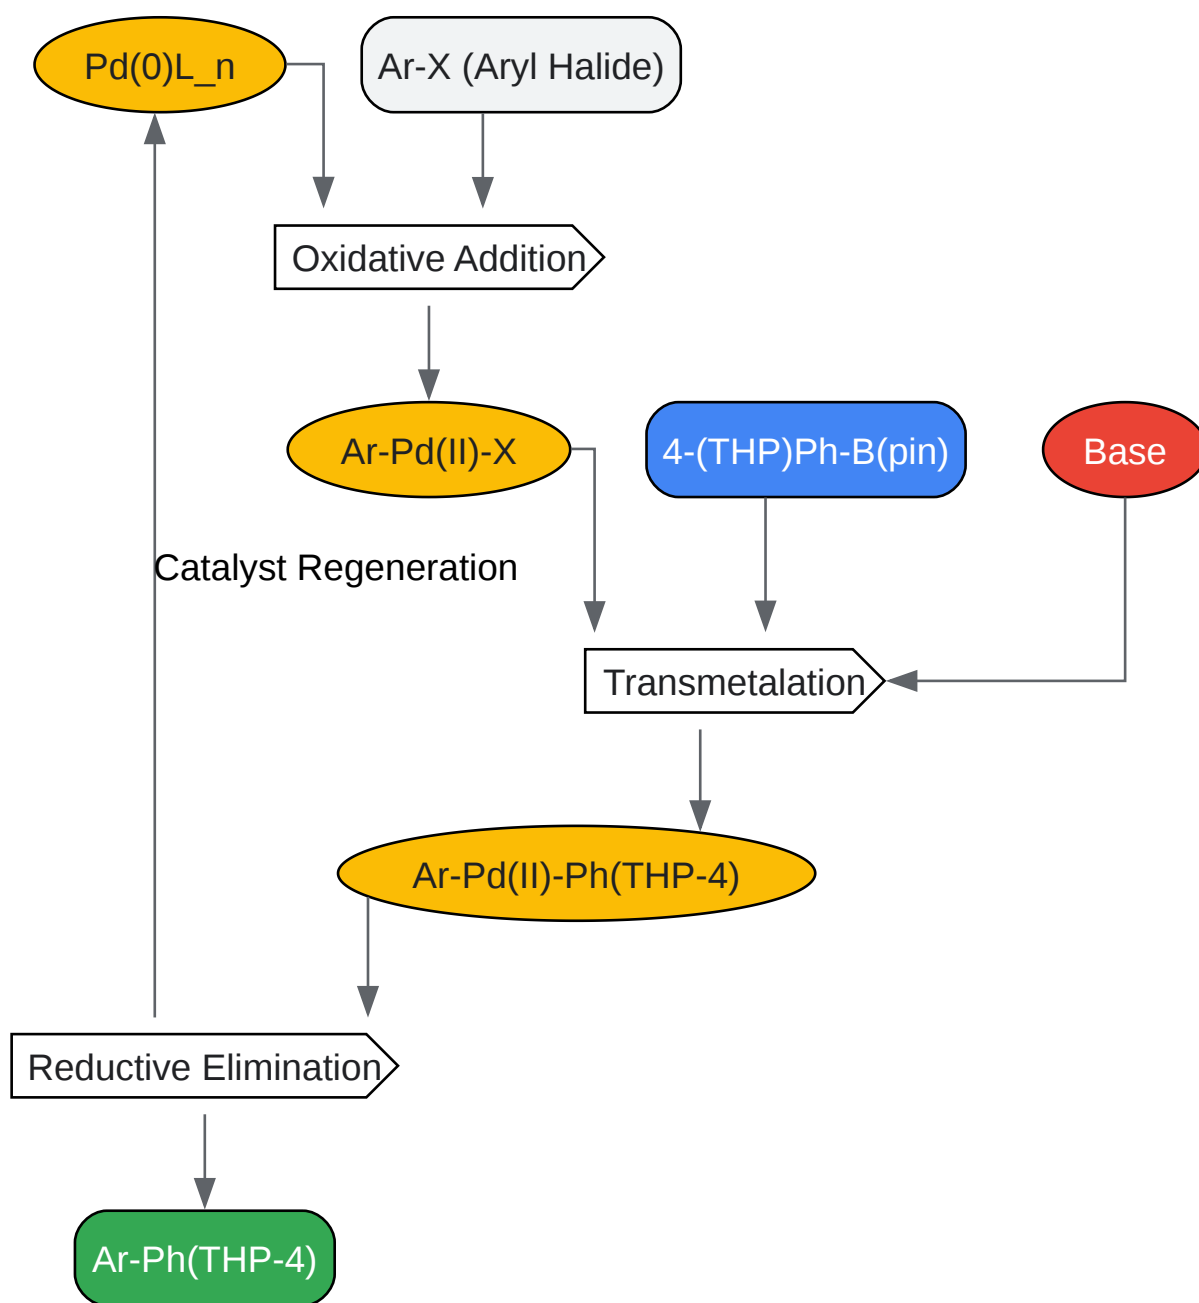 Pd(0)L_n
Ar-X (Aryl Halide)
Oxidative Addition
Ar-Pd(II)-X
4-(THP)Ph-B(pin)
Base
Catalyst Regeneration
Transmetalation
Ar-Pd(II)-Ph(THP-4)
Reductive Elimination
Ar-Ph(THP-4)